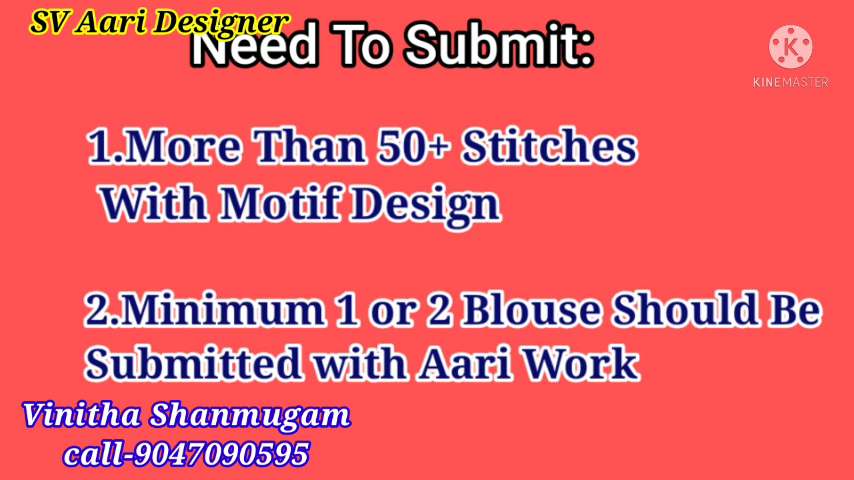 SV Aari Designer
Need To Submit:
KINEMASTER
1.More Than 50+ Stitches
With Motif Design
2.Minimum 1 or 2 Blouse Should Be
Submitted with Aari Work
Vinitha Shanmugam
call-9047090595